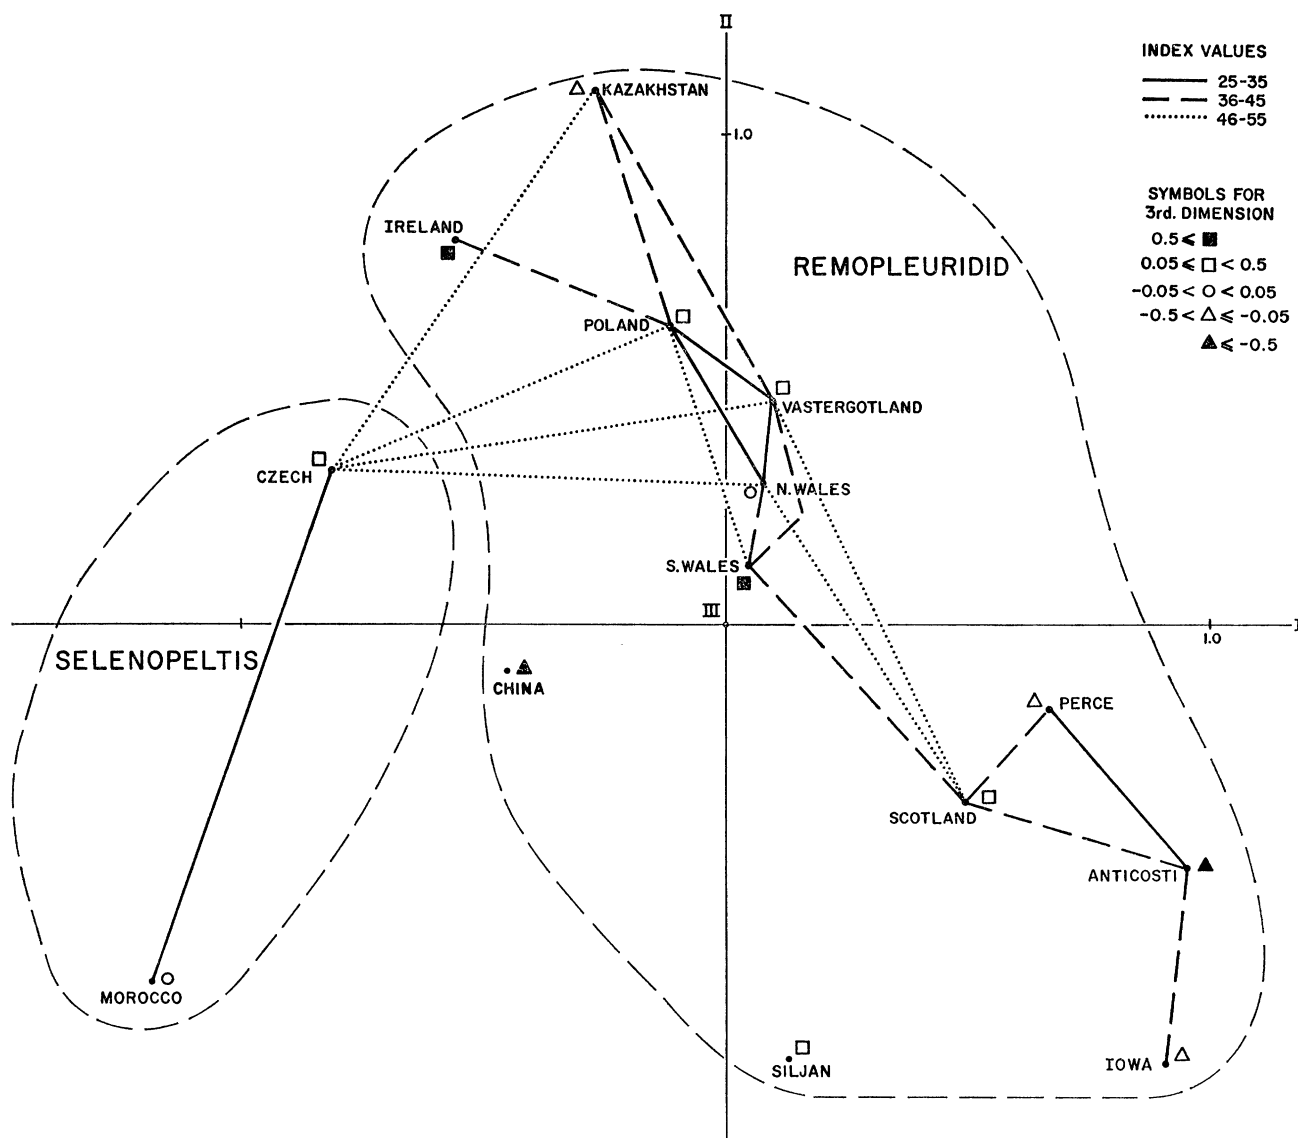 II
INDEX VALUES
25-35
36-45
46-55
KAZAKHSTAN
1.0
SYMBOLS FOR
3rd. DIMENSION
0.5 ⩽ ■
0.05 ⩽ □ < 0.5
-0.05 < ○ < 0.05
-0.5 < △ ⩽ -0.05
▲ ⩽ -0.5
IRELAND
REMOPLEURIDID
POLAND
VASTERGOTLAND
CZECH
N. WALES
S. WALES
III
I
1.0
SELENOPELTIS
CHINA
PERCE
SCOTLAND
ANTICOSTI
MOROCCO
SILJAN
IOWA